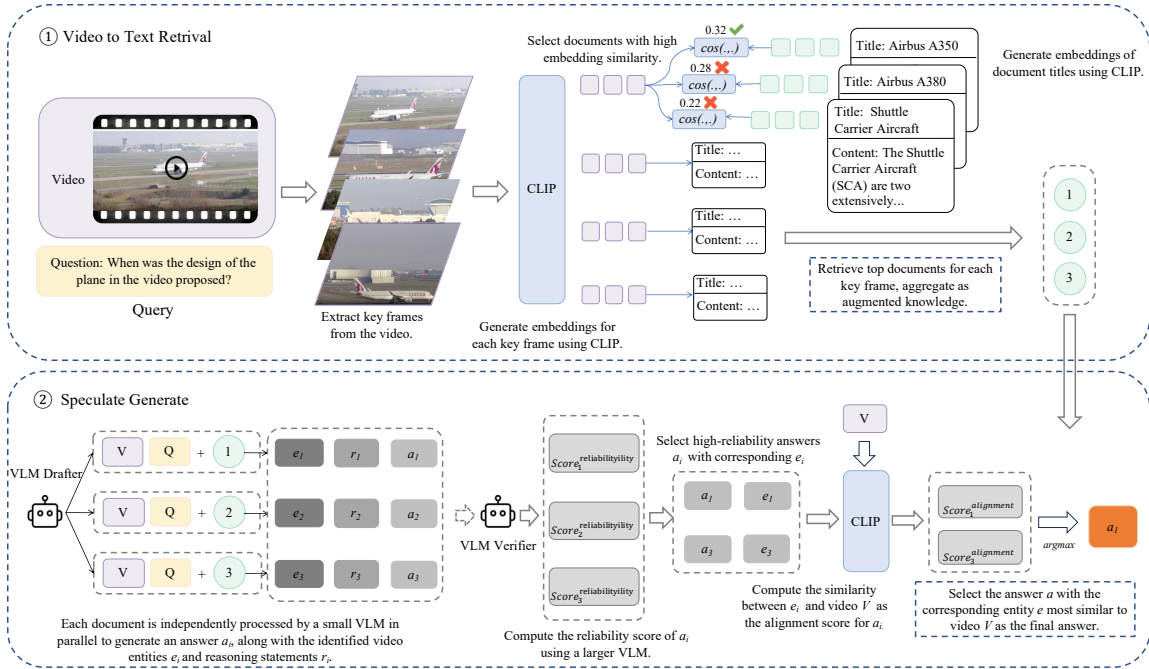 ① Video to Text Retrival
Video
Question: When was the design of the
plane in the video proposed?
Query
Extract key frames
from the video.
CLIP
Generate embeddings for
each key frame using CLIP.
Select documents with high
embedding similarity.
0.32
cos(.,.)
0.28
cos(.,.)
0.22
cos(.,.)
Title: Airbus A350
Title: Airbus A380
Title: Shuttle
Carrier Aircraft
Content: The Shuttle
Carrier Aircraft
(SCA) are two
extensively…
Generate embeddings of
document titles using CLIP.
Title: …
Content: …
Title: …
Content: …
Title: …
Content: …
Retrieve top documents for each
key frame, aggregate as
augmented knowledge.
1
2
3
② Speculate Generate
VLM Drafter
V Q + 1
V Q + 2
V Q + 3
e1 r1 a1
e2 r2 a2
e3 r3 a3
Each document is independently processed by a small VLM in
parallel to generate an answer ai, along with the identified video
entities ei and reasoning statements ri.
VLM Verifier
Score1 reliabilityility
Score2 reliabilityility
Score3 reliabilityility
Compute the reliability score of ai
using a larger VLM.
Select high-reliability answers
ai with corresponding ei
a1 e1
a3 e3
V
CLIP
Compute the similarity
between ei and video V as
the alignment score for ai.
Score1 alignment
Score3 alignment
argmax
a1
Select the answer a with the
corresponding entity e most similar to
video V as the final answer.